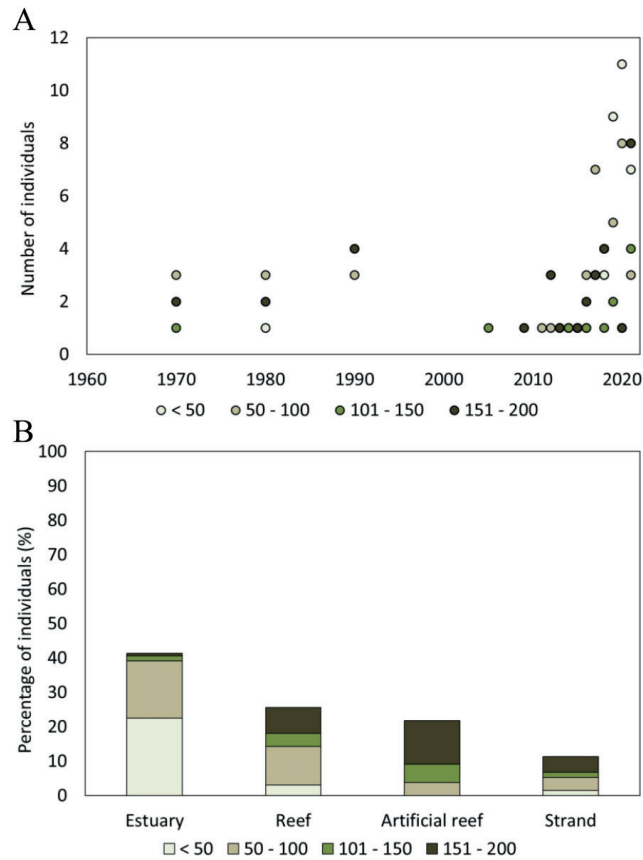 A
12
10
8
6
4
2
0
Number of individuals
1960 1970 1980 1990 2000 2010 2020
< 50 50 - 100 101 - 150 151 - 200
B
100
90
80
70
60
50
40
30
20
10
0
Percentage of individuals (%)
Estuary Reef Artificial reef Strand
< 50 50 - 100 101 - 150 151 - 200